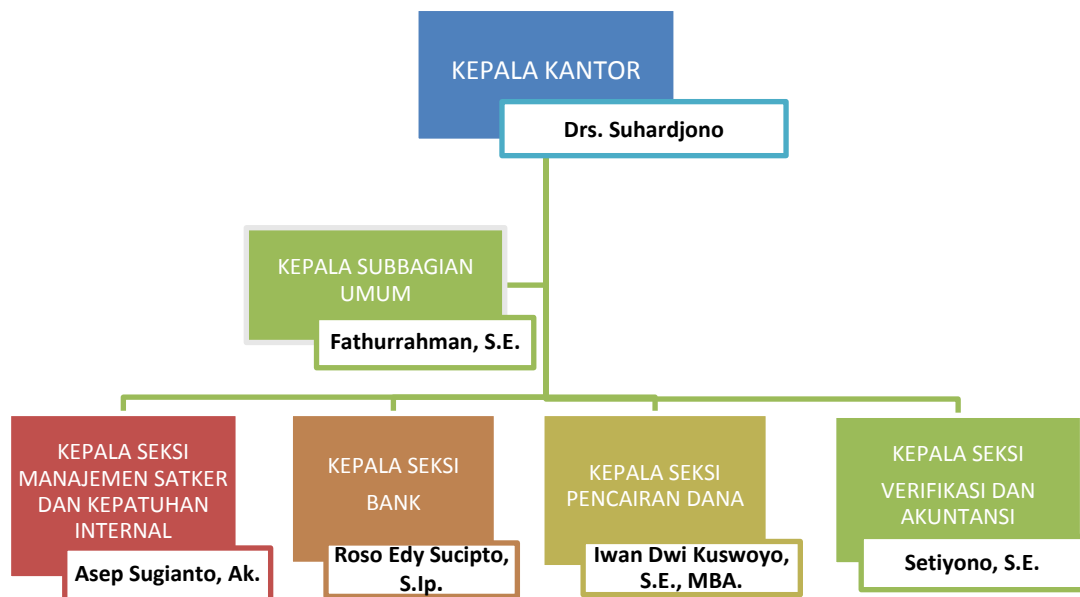 KEPALA KANTOR
Drs. Suhardjono
KEPALA SUBBAGIAN
UMUM
Fathurrahman, S.E.
KEPALA SEKSI
MANAJEMEN SATKER
DAN KEPATUHAN
INTERNAL
Asep Sugianto, Ak.
KEPALA SEKSI
BANK
Roso Edy Sucipto,
S.Ip.
KEPALA SEKSI
PENCAIRAN DANA
Iwan Dwi Kuswoyo,
S.E., MBA.
KEPALA SEKSI
VERIFIKASI DAN
AKUNTANSI
Setiyono, S.E.